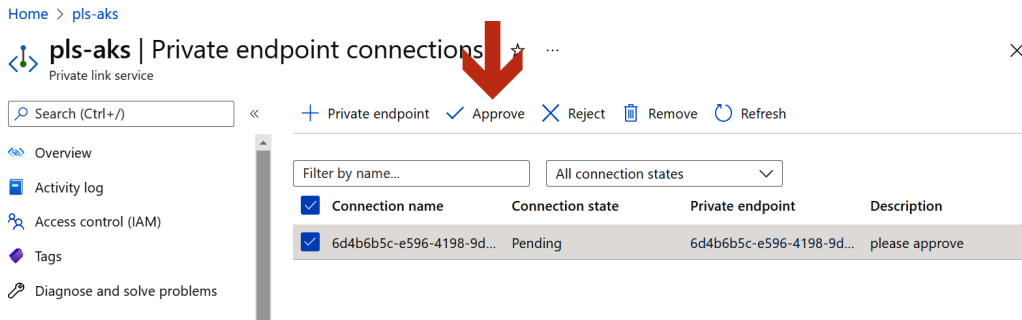 Home > pls-aks
pls-aks | Private endpoint connections
Private link service
Search (Ctrl+/)
Private endpoint Approve Reject Remove Refresh
Overview
Activity log
Access control (IAM)
Tags
Diagnose and solve problems
Filter by name... All connection states
Connection name Connection state Private endpoint Description
6d4b6b5c-e596-4198-9d... Pending 6d4b6b5c-e596-4198-9d... please approve